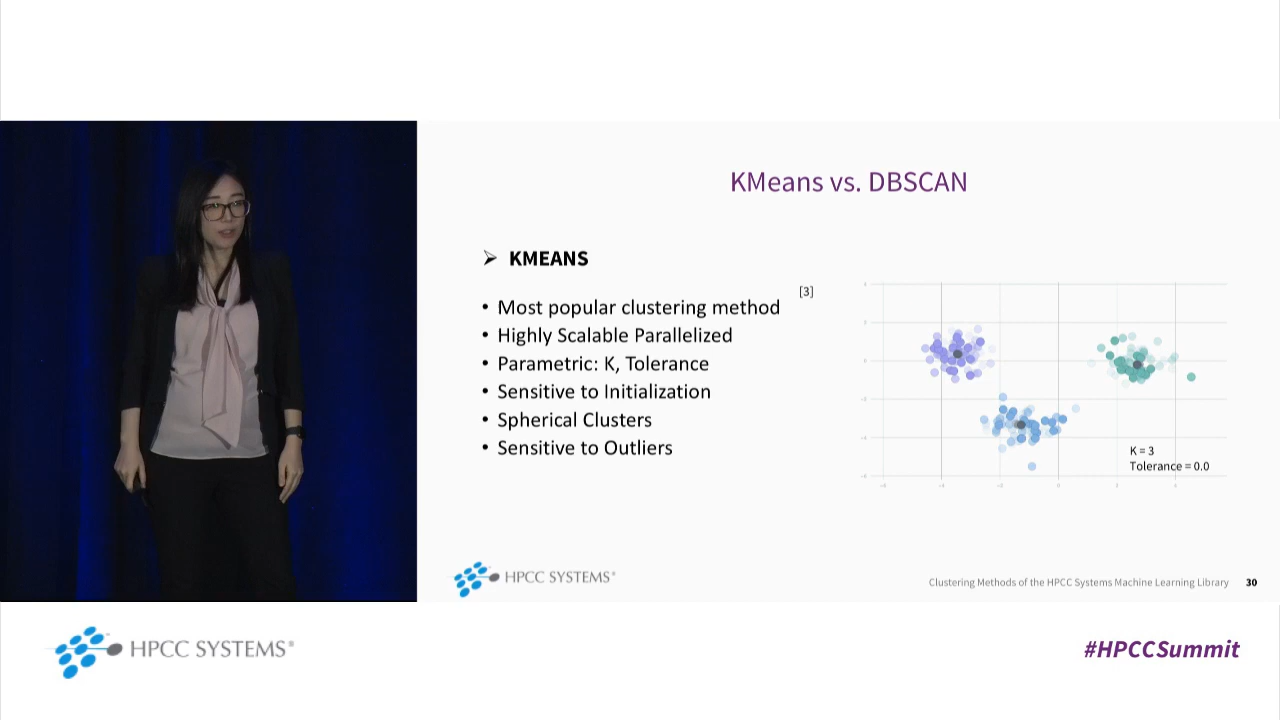 KMeans vs. DBSCAN
➢ KMEANS
[3]
• Most popular clustering method
• Highly Scalable Parallelized
• Parametric: K, Tolerance
• Sensitive to Initialization
• Spherical Clusters
• Sensitive to Outliers
K = 3
Tolerance = 0.0
HPCC SYSTEMS®
Clustering Methods of the HPCC Systems Machine Learning Library 30
HPCC SYSTEMS®
#HPCCSummit